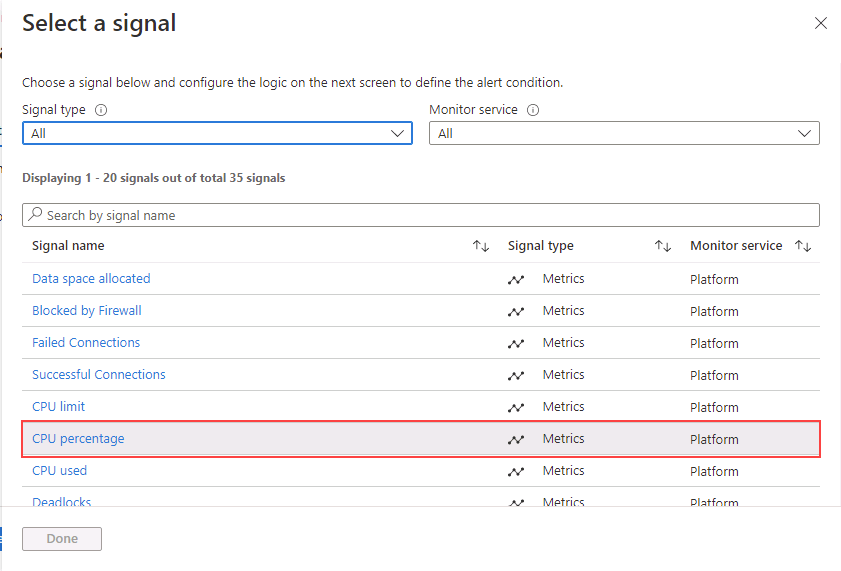 Select a signal
Choose a signal below and configure the logic on the next screen to define the alert condition.
Signal type Monitor service
All All
Displaying 1 - 20 signals out of total 35 signals
Search by signal name
Signal name Signal type Monitor service
Data space allocated Metrics Platform
Blocked by Firewall Metrics Platform
Failed Connections Metrics Platform
Successful Connections Metrics Platform
CPU limit Metrics Platform
CPU percentage Metrics Platform
CPU used Metrics Platform
Deadlocks Metrics Platform
Done